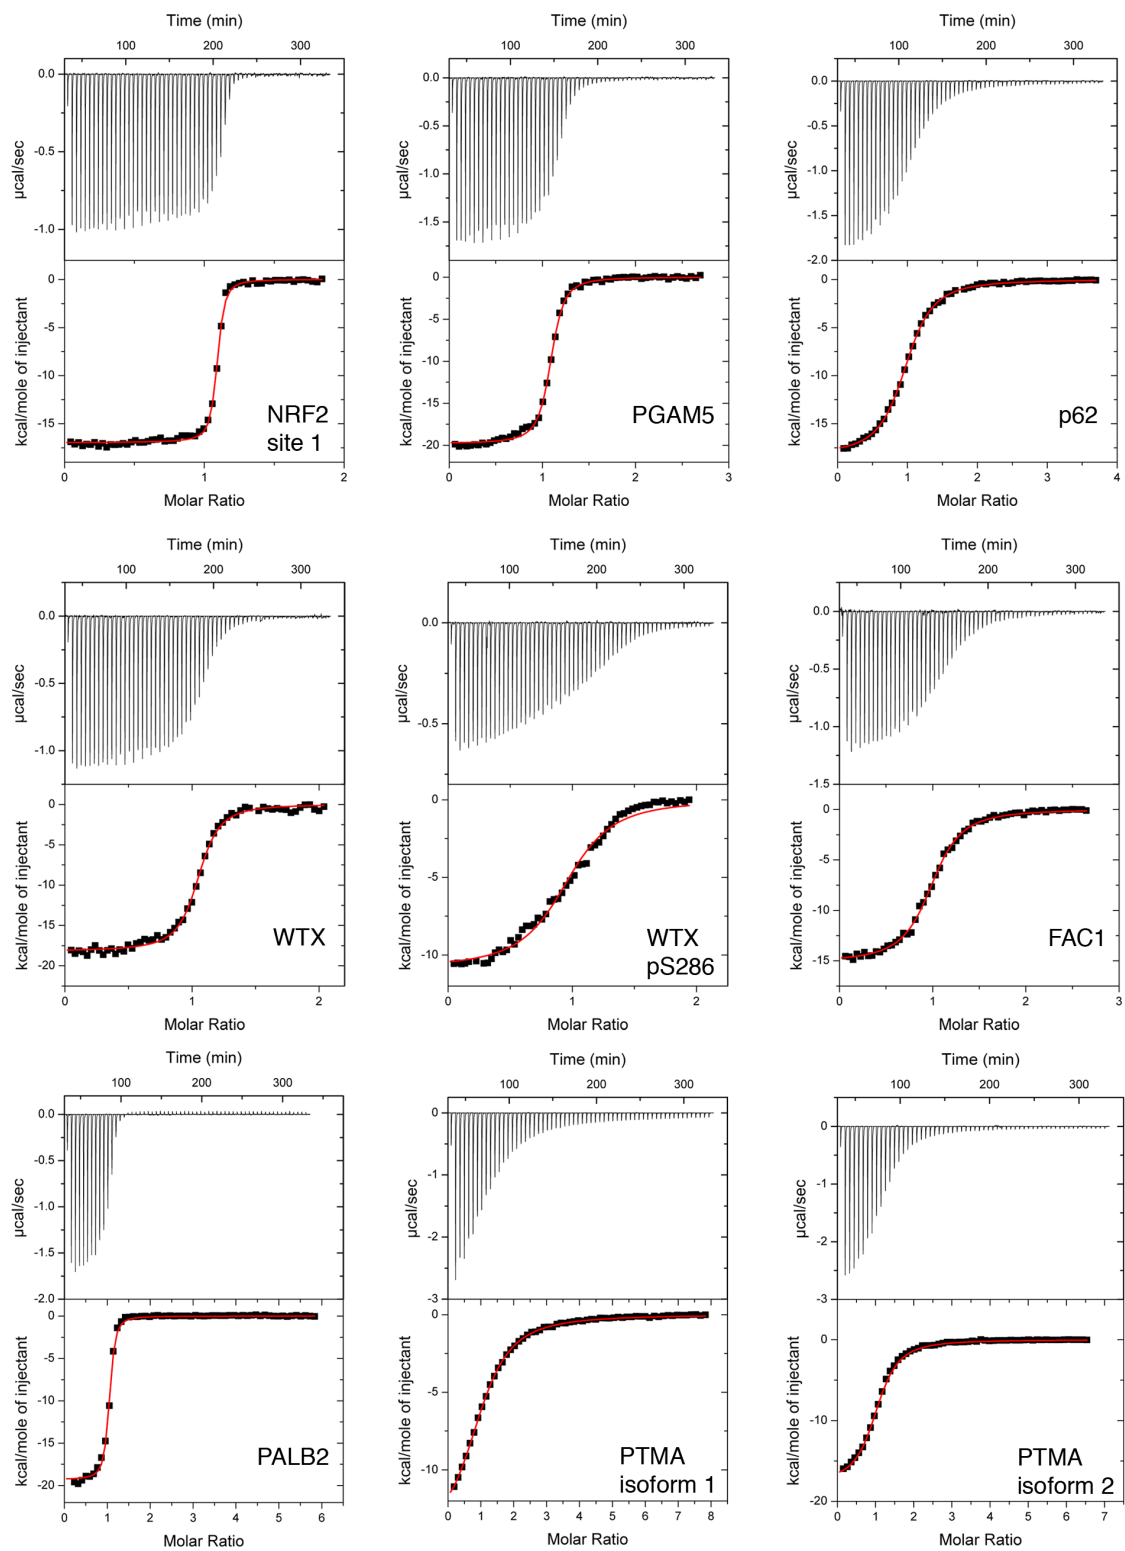 Time (min) Time (min) Time (min)
100 200 300 100 200 300 100 200 300
µcal/sec
0.0
-0.5
-1.0
µcal/sec
0.0
-0.5
-1.0
-1.5
µcal/sec
0.0
-0.5
-1.0
-1.5
-2.0
kcal/mole of injectant
0
-5
-10
-15
NRF2
site 1
0 1 2
Molar Ratio
kcal/mole of injectant
0
-5
-10
-15
-20
PGAM5
0 1 2 3
Molar Ratio
kcal/mole of injectant
0
-5
-10
-15
p62
0 1 2 3 4
Molar Ratio
Time (min) Time (min) Time (min)
100 200 300 100 200 300 100 200 300
µcal/sec
0.0
-0.5
-1.0
µcal/sec
0.0
-0.5
µcal/sec
0.0
-0.5
-1.0
-1.5
kcal/mole of injectant
0
-5
-10
-15
-20
WTX
0 1 2
Molar Ratio
kcal/mole of injectant
0
-5
-10
WTX
pS286
0 1 2
Molar Ratio
kcal/mole of injectant
0
-5
-10
-15
FAC1
0 1 2 3
Molar Ratio
Time (min) Time (min) Time (min)
100 200 300 100 200 300 100 200 300
µcal/sec
0.0
-0.5
-1.0
-1.5
-2.0
µcal/sec
0
-1
-2
-3
µcal/sec
0
-1
-2
-3
kcal/mole of injectant
0
-5
-10
-15
-20
PALB2
0 1 2 3 4 5 6
Molar Ratio
kcal/mole of injectant
0
-5
-10
PTMA
isoform 1
0 1 2 3 4 5 6 7 8
Molar Ratio
kcal/mole of injectant
0
-10
-20
PTMA
isoform 2
0 1 2 3 4 5 6 7
Molar Ratio